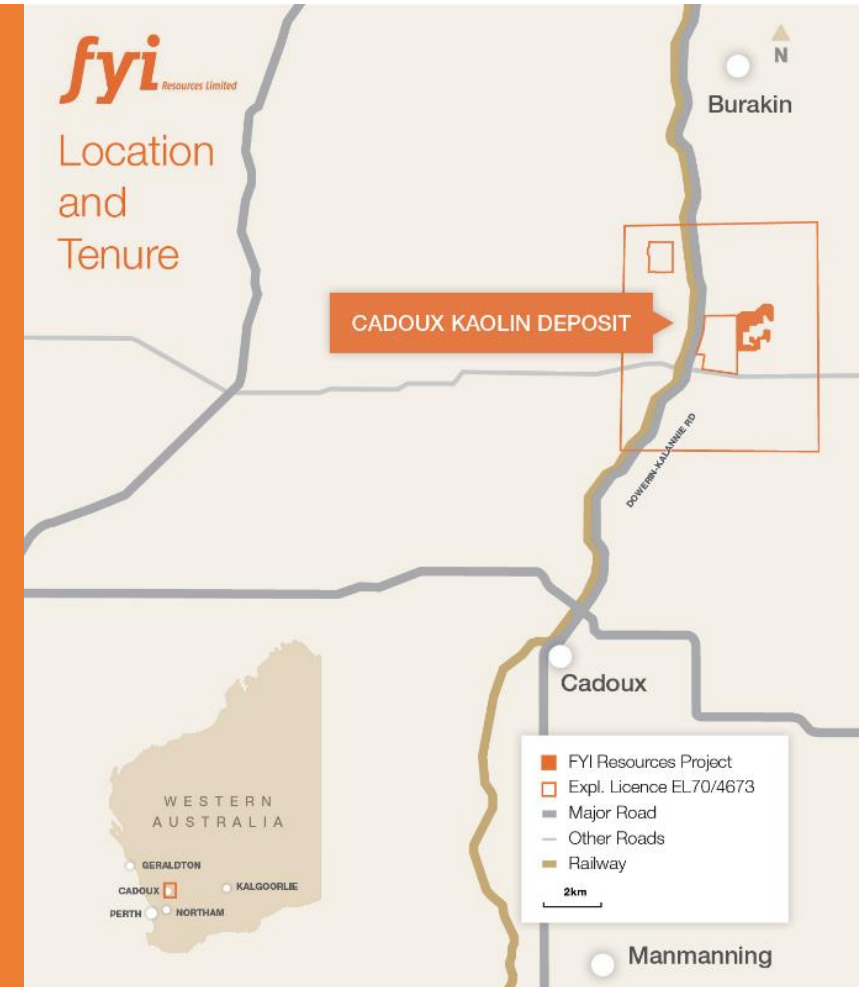 fyi Resources Limited
Location
and
Tenure
N
Burakin
CADOUX KAOLIN DEPOSIT
DOWERIN-KALANNIE RD
Cadoux
WESTERN
AUSTRALIA
GERALDTON
CADOUX
KALGOORLIE
PERTH
NORTHAM
FYI Resources Project
Expl. Licence EL70/4673
Major Road
Other Roads
Railway
2km
Manmanning